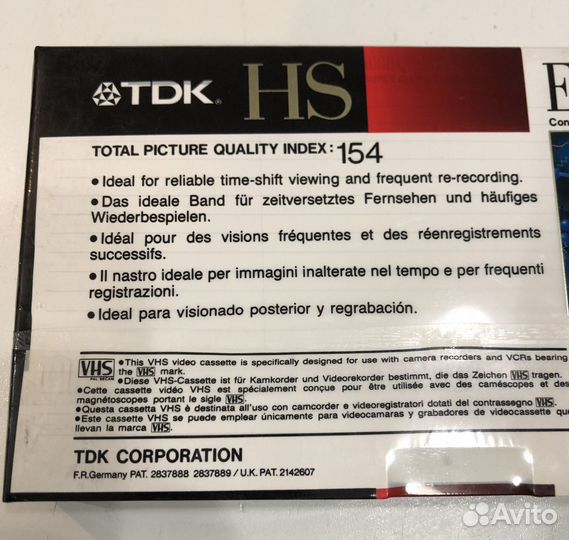 TDK HS
TOTAL PICTURE QUALITY INDEX: 154
● Ideal for reliable time-shift viewing and frequent re-recording.
● Das ideale Band für zeitversetztes Fernsehen und häufiges
Wiederbespielen.
● Idéal pour des visions fréquentes et des réenregistrements
successifs.
● Il nastro ideale per immagini inalterate nel tempo e per frequenti
registrazioni.
● Ideal para visionado posterior y regrabación.
E
Con
VHS
PAL SECAM
● This VHS video cassette is specifically designed for use with camera recorders and VCRs bearing
the VHS mark.
● Diese VHS-Cassette ist für Kamkorder und Videorekorder bestimmt, die das Zeichen VHS tragen.
● Cette cassette vidéo VHS est spécialement conçue pour être utilisée avec des caméscopes et des
magnétoscopes portant le sigle VHS.
● Questa cassetta VHS è destinata all'uso con camcorder e videoregistratori dotati del contrassegno VHS.
● Este cassette VHS se puede emplear únicamente para videocamaras y grabadores de videocassette que
llevan la marca VHS.
TDK CORPORATION
F.R.Germany PAT. 2837888 2837889 / U.K. PAT. 2142607
Avito